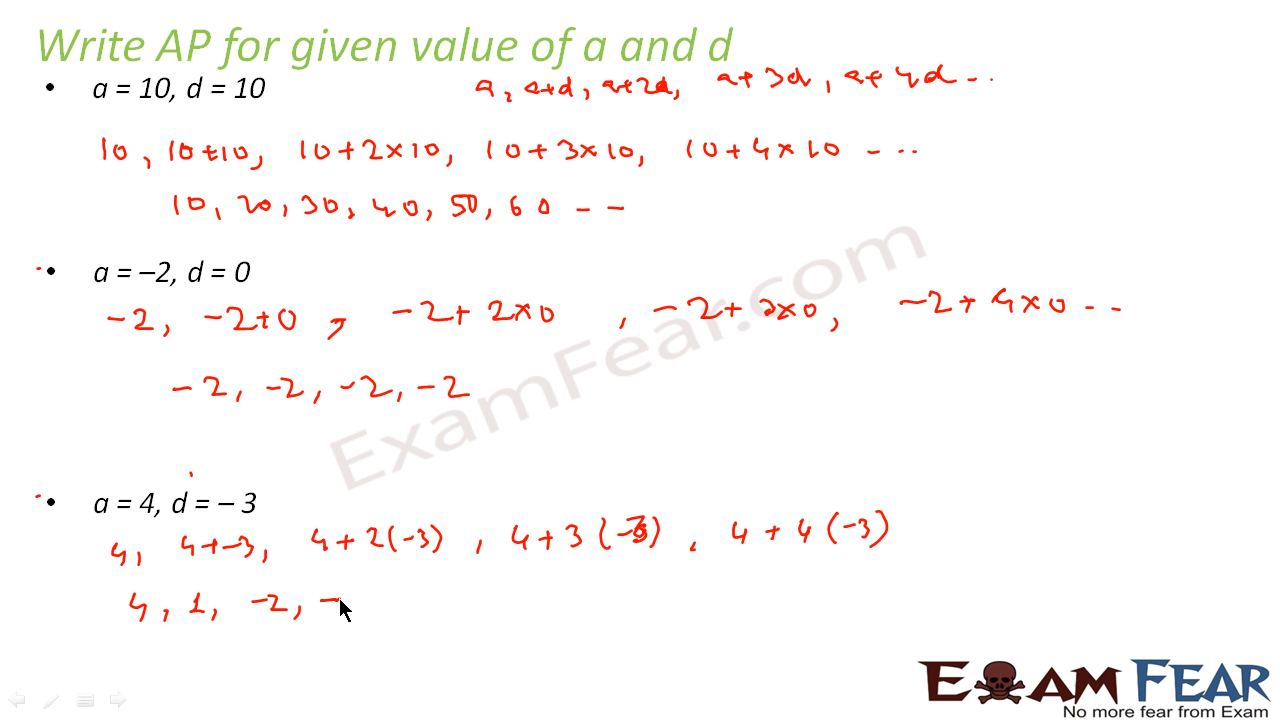 Write AP for given value of a and d
• a = 10, d = 10
a, a+d, a+2d, a+3d, a+4d -..
10, 10+10, 10+2×10, 10+3×10, 10+4×10 - ..
10, 20, 30, 40, 50, 60 - -
• a = –2, d = 0
-2, -2+0, -2+2×0, -2+3×0, -2+4×0 - -
-2, -2, -2, -2
ExamFear.com
• a = 4, d = – 3
4, 4+-3, 4+2(-3), 4+3(-3), 4+4(-3)
4, 1, -2, -
EXAM FEAR
No more fear from Exam